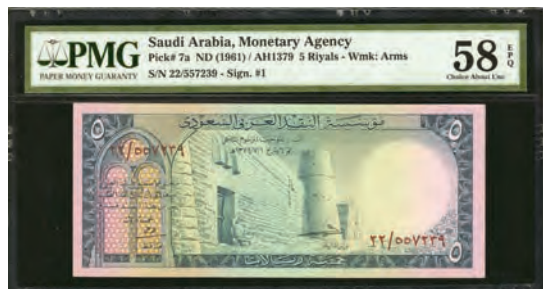 PMG
PAPER MONEY GUARANTY
Saudi Arabia, Monetary Agency
Pick# 7a ND (1961) / AH1379 5 Riyals - Wmk: Arms
S/N 22/557239 - Sign. #1
58
EPQ
Choice About Unc
٥ مؤسسة النقد العربي السعودي ٥
٢٢/٥٥٧٢٣٩
٢٢/٥٥٧٢٣٩
خمسة ريالات ٥